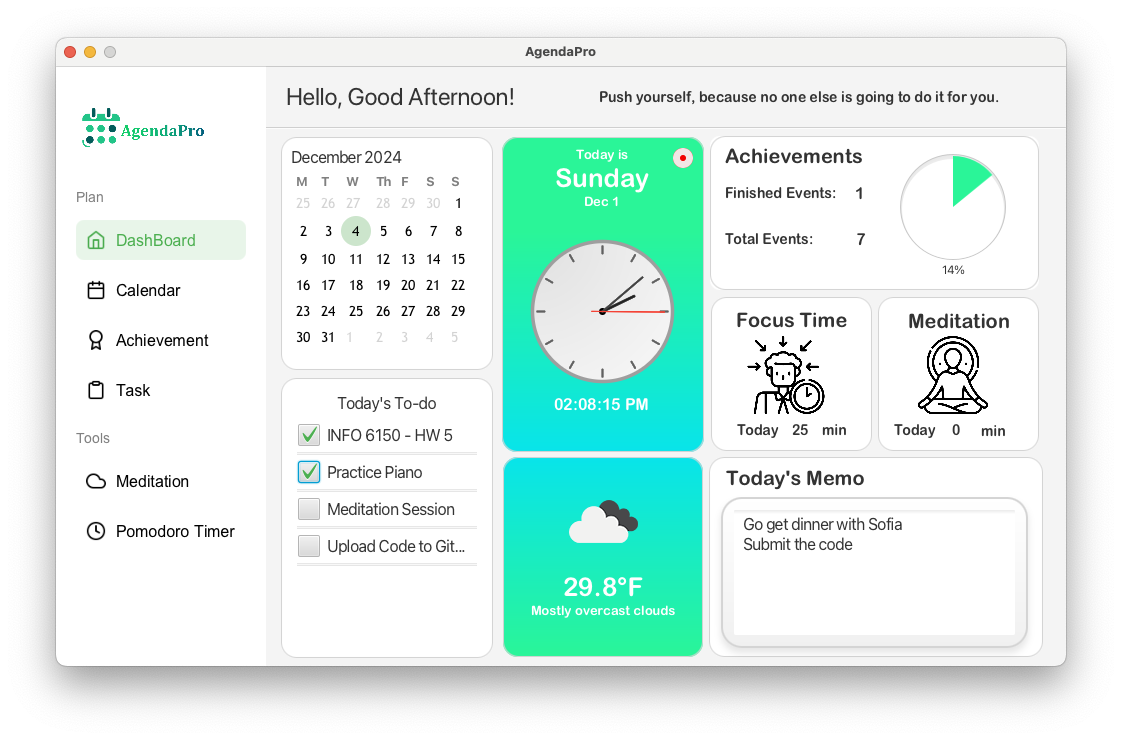 AgendaPro
AgendaPro
Plan
DashBoard
Calendar
Achievement
Task
Tools
Meditation
Pomodoro Timer
Hello, Good Afternoon!
Push yourself, because no one else is going to do it for you.
December 2024
M T W Th F S S
25 26 27 28 29 30 1
2 3 4 5 6 7 8
9 10 11 12 13 14 15
16 17 18 19 20 21 22
23 24 25 26 27 28 29
30 31 1 2 3 4 5
Today's To-do
INFO 6150 - HW 5
Practice Piano
Meditation Session
Upload Code to Git...
Today is
Sunday
Dec 1
02:08:15 PM
29.8°F
Mostly overcast clouds
Achievements
Finished Events: 1
Total Events: 7
14%
Focus Time
Today 25 min
Meditation
Today 0 min
Today's Memo
Go get dinner with Sofia
Submit the code